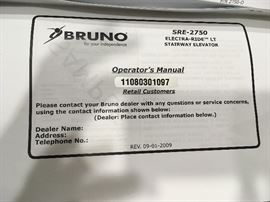 P/N 2750-D
BRUNO
for your independence
SRE-2750
ELECTRA-RIDE™ LT
STAIRWAY ELEVATOR
Operator's Manual
11080301097
Retail Customers
Please contact your Bruno dealer with any questions or service concerns,
using the contact information shown below:
(Dealer: Place contact information below.)
Dealer Name:
Address:
Telephone No.:
REV. 09-01-2009